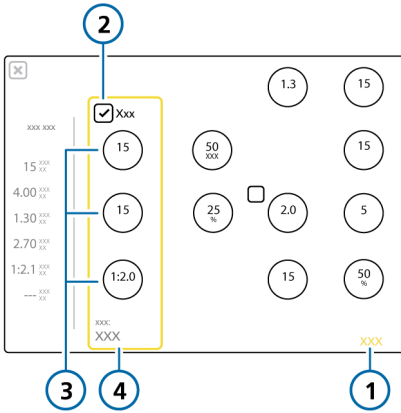 2
1.3 15
Xxx
xxx xxx
15 50 xxx 15
15 xxx xx
4.00 xxx xx
15 25 % 2.0 5
1.30 xxx xx
2.70 xxx xx
1:2.1 xxx xx
1:2.0 15 50 %
--- xxx xx
xxx:
XXX
XXX
3 4 1